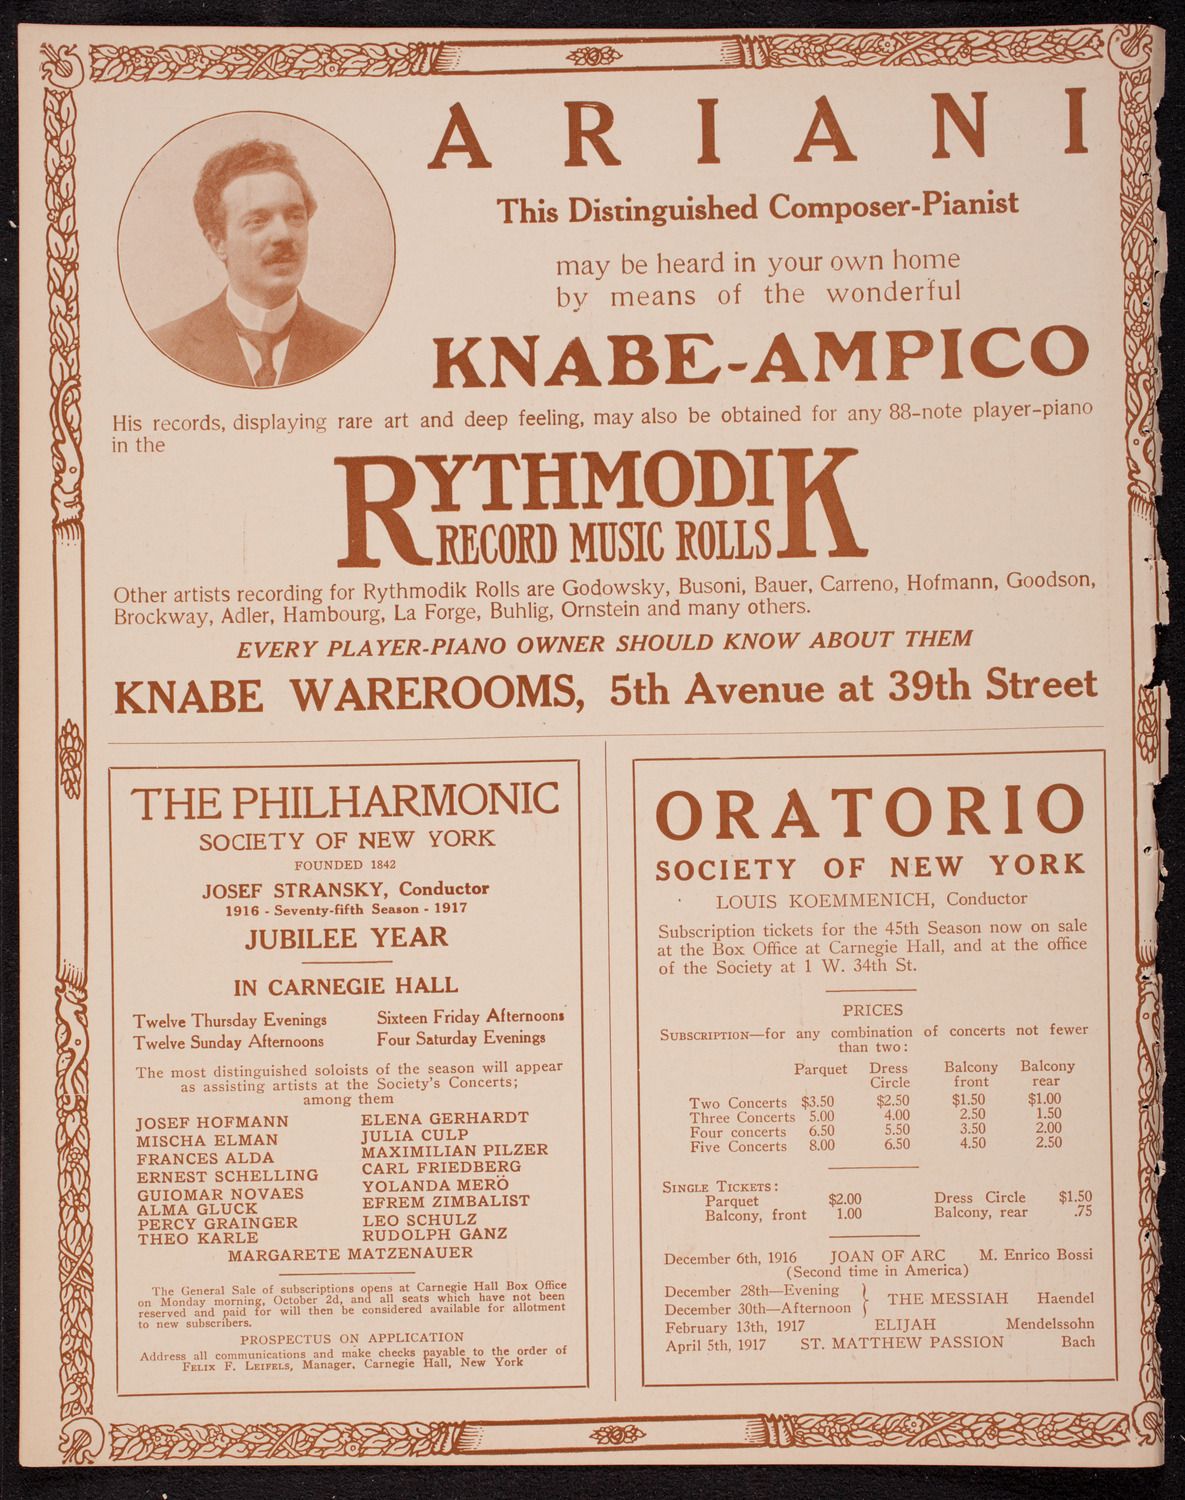 ARIANI
This Distinguished Composer-Pianist
may be heard in your own home
by means of the wonderful
KNABE-AMPICO
His records, displaying rare art and deep feeling, may also be obtained for any 88-note player-piano
in the
RYTHMODIK
RECORD MUSIC ROLLS
Other artists recording for Rythmodik Rolls are Godowsky, Busoni, Bauer, Carreno, Hofmann, Goodson,
Brockway, Adler, Hambourg, La Forge, Buhlig, Ornstein and many others.
EVERY PLAYER-PIANO OWNER SHOULD KNOW ABOUT THEM
KNABE WAREROOMS, 5th Avenue at 39th Street
THE PHILHARMONIC
SOCIETY OF NEW YORK
FOUNDED 1842
JOSEF STRANSKY, Conductor
1916 - Seventy-fifth Season - 1917
JUBILEE YEAR
IN CARNEGIE HALL
Twelve Thursday Evenings Sixteen Friday Afternoons
Twelve Sunday Afternoons Four Saturday Evenings
The most distinguished soloists of the season will appear
as assisting artists at the Society's Concerts;
among them
JOSEF HOFMANN ELENA GERHARDT
MISCHA ELMAN JULIA CULP
FRANCES ALDA MAXIMILIAN PILZER
ERNEST SCHELLING CARL FRIEDBERG
GUIOMAR NOVAES YOLANDA MERÖ
ALMA GLUCK EFREM ZIMBALIST
PERCY GRAINGER LEO SCHULZ
THEO KARLE RUDOLPH GANZ
MARGARETE MATZENAUER
The General Sale of subscriptions opens at Carnegie Hall Box Office
on Monday morning, October 2d, and all seats which have not been
reserved and paid for will then be considered available for allotment
to new subscribers.
PROSPECTUS ON APPLICATION
Address all communications and make checks payable to the order of
FELIX F. LEIFELS, Manager, Carnegie Hall, New York
ORATORIO
SOCIETY OF NEW YORK
LOUIS KOEMMENICH, Conductor
Subscription tickets for the 45th Season now on sale
at the Box Office at Carnegie Hall, and at the office
of the Society at 1 W. 34th St.
PRICES
SUBSCRIPTION—for any combination of concerts not fewer
than two:
Parquet Dress Balcony Balcony
Circle front rear
Two Concerts $3.50 $2.50 $1.50 $1.00
Three Concerts 5.00 4.00 2.50 1.50
Four concerts 6.50 5.50 3.50 2.00
Five Concerts 8.00 6.50 4.50 2.50
SINGLE TICKETS:
Parquet $2.00 Dress Circle $1.50
Balcony, front 1.00 Balcony, rear .75
December 6th, 1916 JOAN OF ARC M. Enrico Bossi
(Second time in America)
December 28th—Evening
December 30th—Afternoon } THE MESSIAH Haendel
February 13th, 1917 ELIJAH Mendelssohn
April 5th, 1917 ST. MATTHEW PASSION Bach